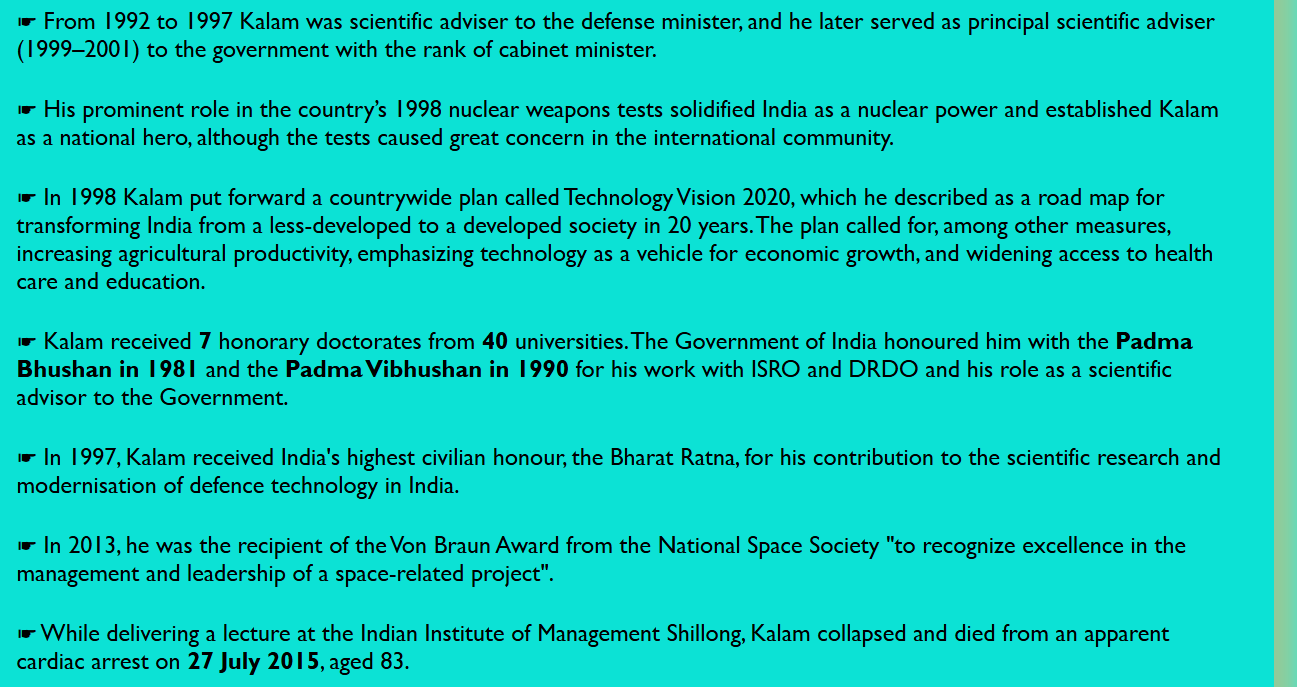 ☛ From 1992 to 1997 Kalam was scientific adviser to the defense minister, and he later served as principal scientific adviser
(1999–2001) to the government with the rank of cabinet minister.
☛ His prominent role in the country’s 1998 nuclear weapons tests solidified India as a nuclear power and established Kalam
as a national hero, although the tests caused great concern in the international community.
☛ In 1998 Kalam put forward a countrywide plan called Technology Vision 2020, which he described as a road map for
transforming India from a less-developed to a developed society in 20 years. The plan called for, among other measures,
increasing agricultural productivity, emphasizing technology as a vehicle for economic growth, and widening access to health
care and education.
☛ Kalam received 7 honorary doctorates from 40 universities. The Government of India honoured him with the Padma
Bhushan in 1981 and the Padma Vibhushan in 1990 for his work with ISRO and DRDO and his role as a scientific
advisor to the Government.
☛ In 1997, Kalam received India's highest civilian honour, the Bharat Ratna, for his contribution to the scientific research and
modernisation of defence technology in India.
☛ In 2013, he was the recipient of the Von Braun Award from the National Space Society "to recognize excellence in the
management and leadership of a space-related project".
☛ While delivering a lecture at the Indian Institute of Management Shillong, Kalam collapsed and died from an apparent
cardiac arrest on 27 July 2015, aged 83.